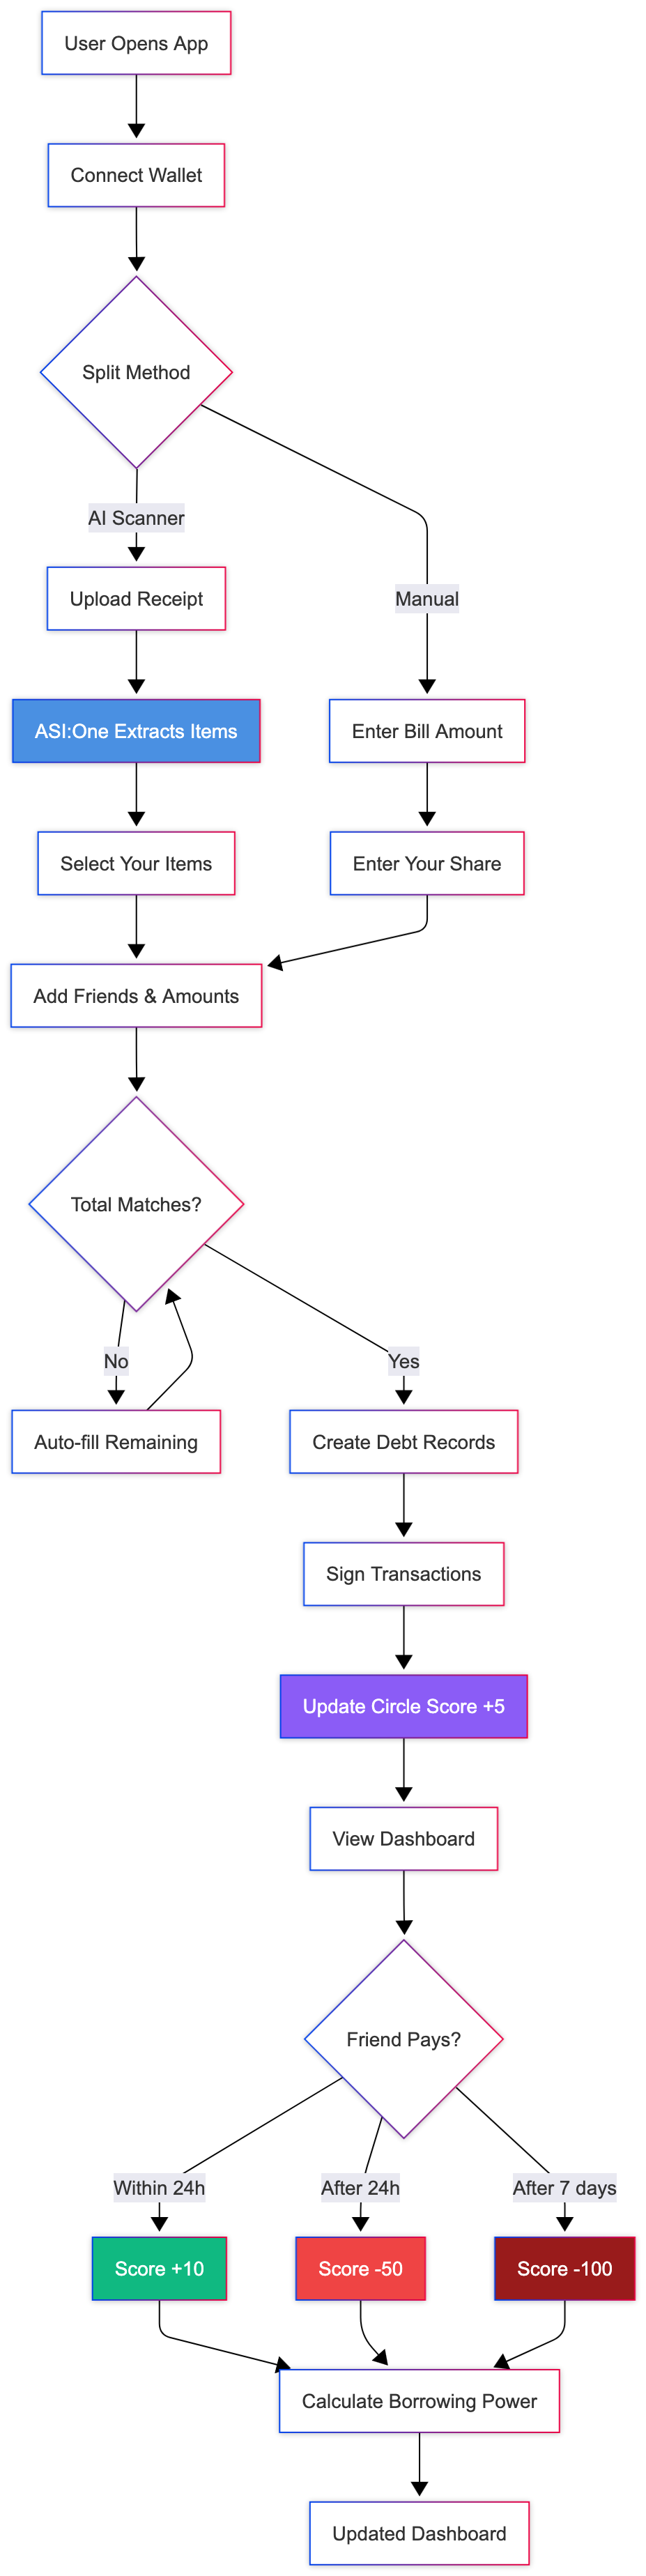 User Opens App
Connect Wallet
Split Method
AI Scanner
Upload Receipt
Manual
ASI:One Extracts Items
Enter Bill Amount
Select Your Items
Enter Your Share
Add Friends & Amounts
Total Matches?
No
Yes
Auto-fill Remaining
Create Debt Records
Sign Transactions
Update Circle Score +5
View Dashboard
Friend Pays?
Within 24h
After 24h
After 7 days
Score +10
Score -50
Score -100
Calculate Borrowing Power
Updated Dashboard